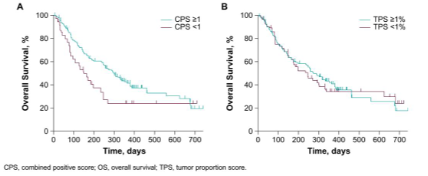 A
CPS ≥1
CPS <1
Overall Survival, %
100
80
60
40
20
0
0 100 200 300 400 500 600 700
Time, days
B
TPS ≥1%
TPS <1%
Overall Survival, %
100
80
60
40
20
0
0 100 200 300 400 500 600 700
Time, days
CPS, combined positive score; OS, overall survival; TPS, tumor proportion score.